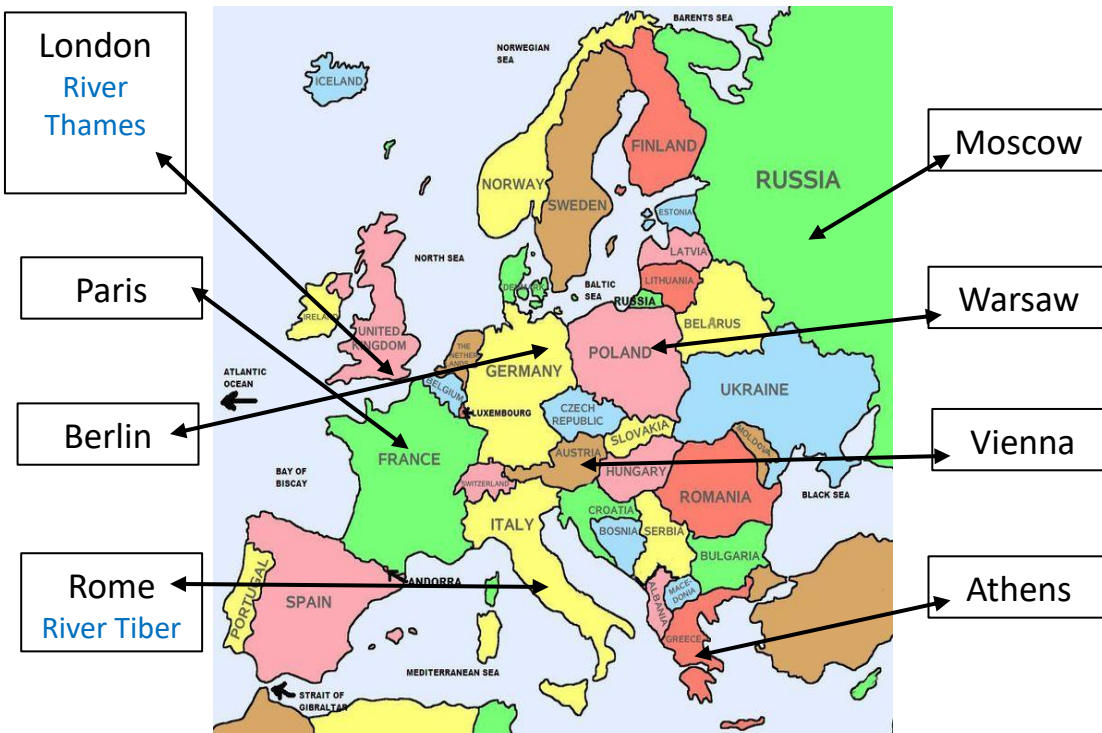 London
River
Thames
Paris
Berlin
Rome
River Tiber
Moscow
Warsaw
Vienna
Athens
BARENTS SEA
NORWEGIAN
SEA
ICELAND
FINLAND
RUSSIA
NORWAY
SWEDEN
ESTONIA
LATVIA
NORTH SEA
LITHUANIA
DENMARK
BALTIC
SEA
RUSSIA
BELARUS
IRELAND
UNITED
KINGDOM
THE
NETHER
LANDS
POLAND
GERMANY
ATLANTIC
OCEAN
BELGIUM
UKRAINE
LUXEMBOURG
CZECH
REPUBLIC
SLOVAKIA
MOLDOVA
FRANCE
AUSTRIA
HUNGARY
BAY OF
BISCAY
SWITZERLAND
ROMANIA
BLACK SEA
CROATIA
ITALY
BOSNIA
SERBIA
BULGARIA
ANDORRA
PORTUGAL
SPAIN
ALBANIA
MACE-
DONIA
GREECE
MEDITERRANEAN SEA
STRAIT OF
GIBRALTAR